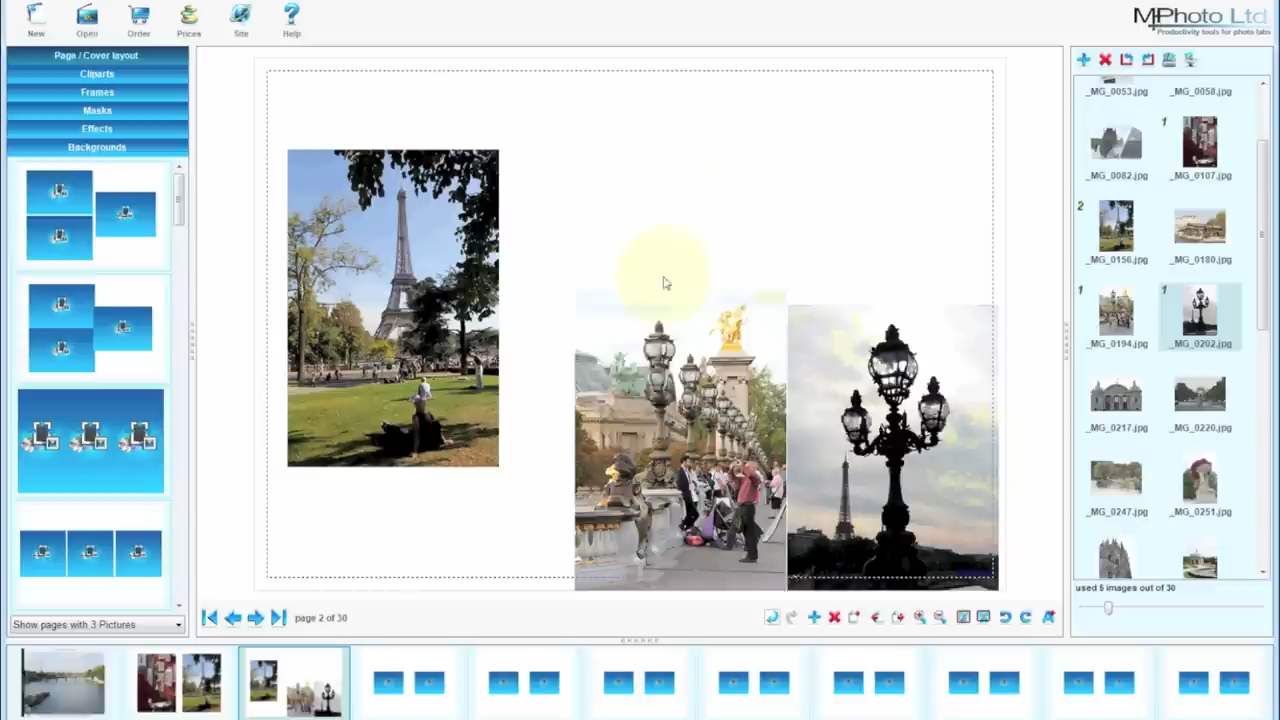 New Open Order Prices Site Help
MPhoto Ltd
Productivity tools for photo labs
Page / Cover layout
Cliparts
Frames
Masks
Effects
Backgrounds
Show pages with 3 Pictures
page 2 of 30
_MG_0053.jpg _MG_0058.jpg
1
_MG_0082.jpg _MG_0107.jpg
2
_MG_0156.jpg _MG_0180.jpg
1 1
_MG_0194.jpg _MG_0202.jpg
_MG_0217.jpg _MG_0220.jpg
_MG_0247.jpg _MG_0251.jpg
used 5 images out of 30